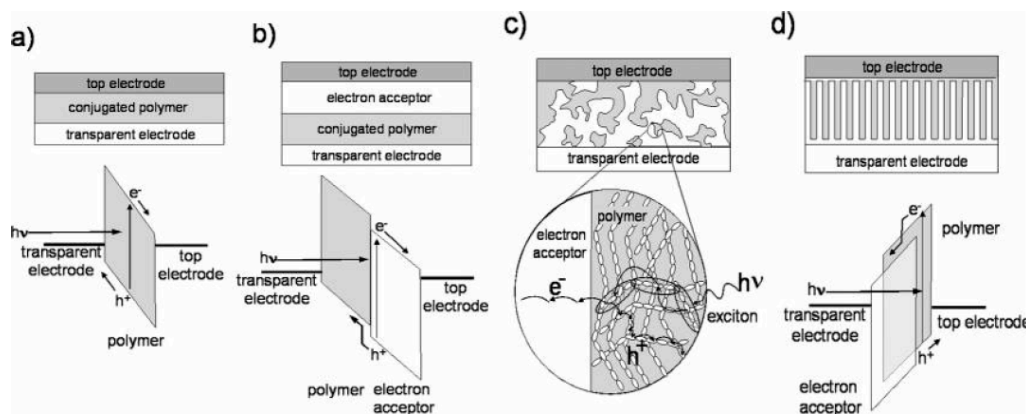 a)
top electrode
conjugated polymer
transparent electrode
e-
hν
transparent
electrode
top
electrode
h+
polymer
b)
top electrode
electron acceptor
conjugated polymer
transparent electrode
e-
hν
transparent
electrode
top
electrode
h+
polymer electron
acceptor
c)
top electrode
transparent electrode
polymer
electron
acceptor
e-
hν
exciton
h+
d)
top electrode
transparent electrode
e-
polymer
hν
transparent
electrode
top electrode
h+
electron
acceptor